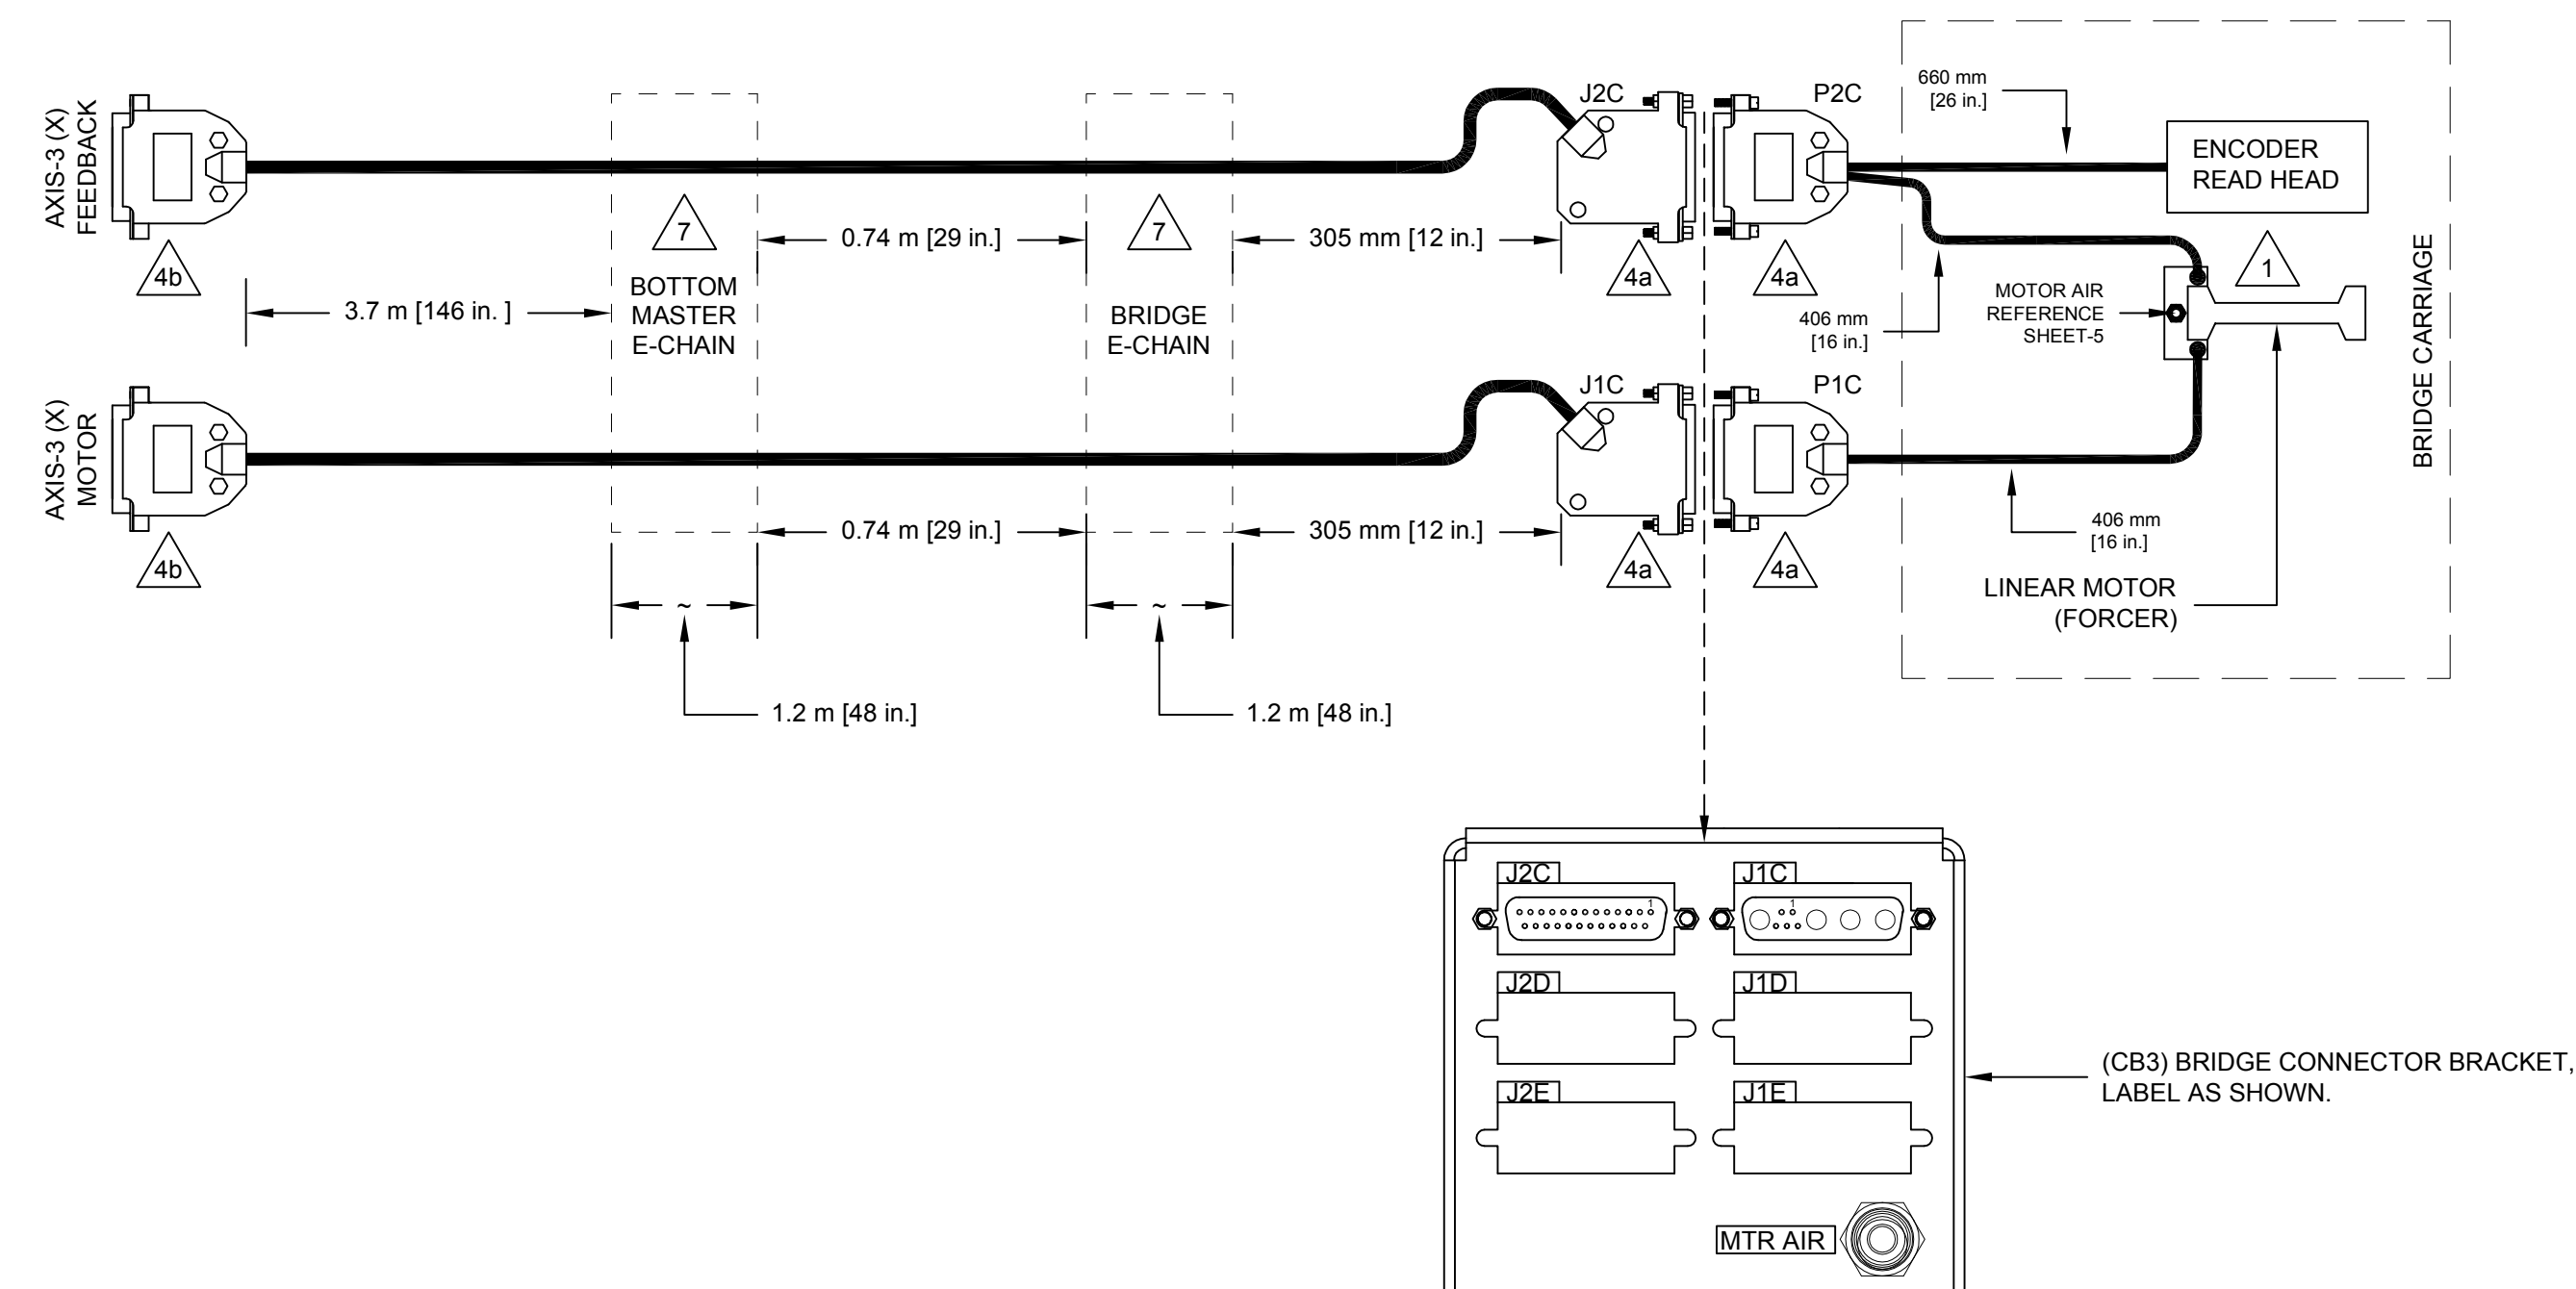 AXIS-3 (X)
FEEDBACK
4b
3.7 m [146 in. ]
7
BOTTOM
MASTER
E-CHAIN
0.74 m [29 in.]
7
BRIDGE
E-CHAIN
305 mm [12 in.]
J2C
4a
P2C
4a
660 mm
[26 in.]
ENCODER
READ HEAD
1
406 mm
[16 in.]
MOTOR AIR
REFERENCE
SHEET-5
BRIDGE CARRIAGE
AXIS-3 (X)
MOTOR
4b
0.74 m [29 in.]
305 mm [12 in.]
J1C
4a
P1C
4a
406 mm
[16 in.]
LINEAR MOTOR
(FORCER)
~
~
1.2 m [48 in.]
1.2 m [48 in.]
J2C
1
J1C
1
J2D
J1D
J2E
J1E
MTR AIR
(CB3) BRIDGE CONNECTOR BRACKET,
LABEL AS SHOWN.